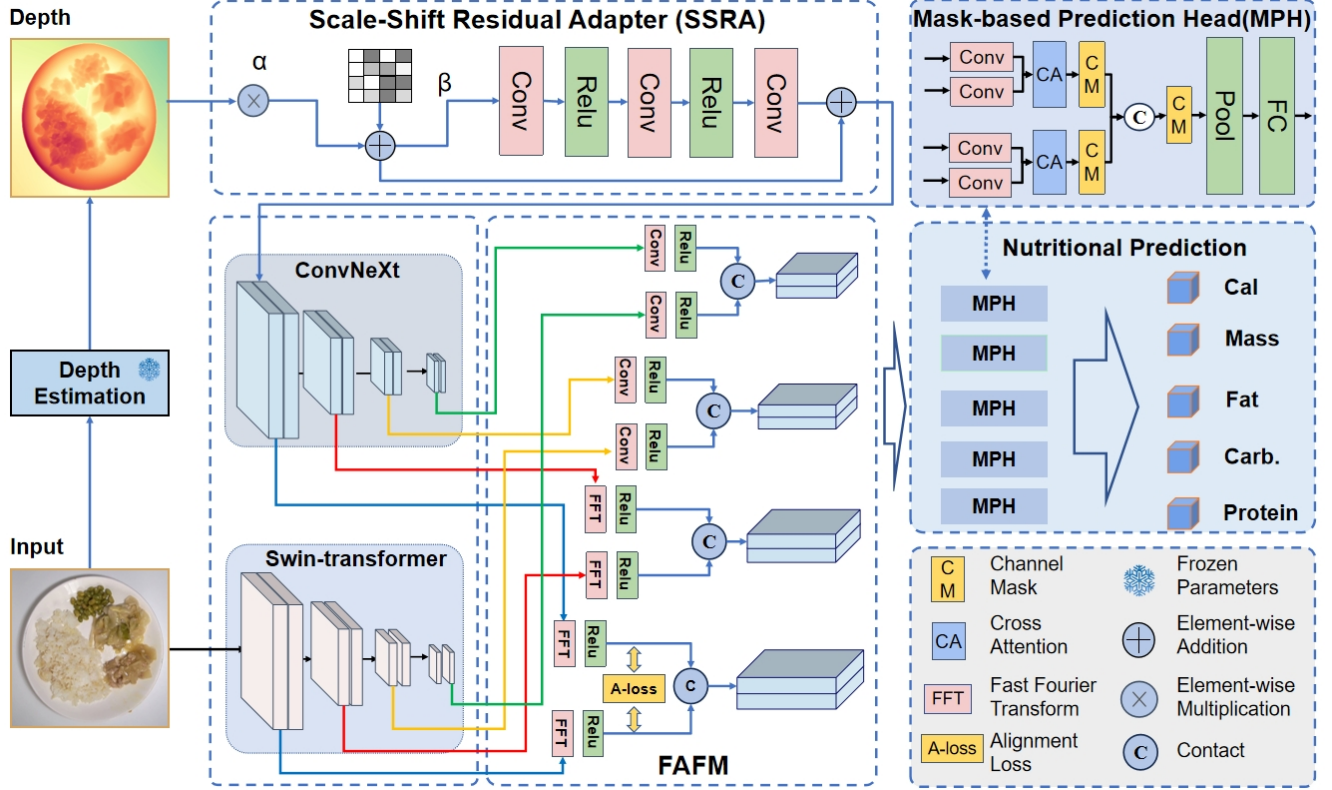 Depth
Scale-Shift Residual Adapter (SSRA)
α
β
Conv
Relu
Conv
Relu
Conv
Mask-based Prediction Head(MPH)
Conv
Conv
CA
C
M
Conv
Conv
CA
C
M
C
C
M
Pool
FC
Depth
Estimation
Input
ConvNeXt
Swin-transformer
Conv
Relu
C
Conv
Relu
Conv
Relu
C
Conv
Relu
FFT
Relu
C
FFT
Relu
FFT
Relu
A-loss
C
FFT
Relu
FAFM
Nutritional Prediction
MPH
MPH
MPH
MPH
MPH
Cal
Mass
Fat
Carb.
Protein
C
M
Channel
Mask
Frozen
Parameters
CA
Cross
Attention
Element-wise
Addition
FFT
Fast Fourier
Transform
Element-wise
Multiplication
A-loss
Alignment
Loss
C
Contact